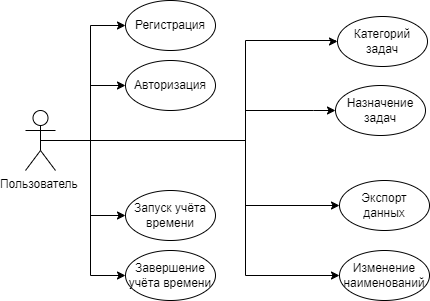 Регистрация
Авторизация
Пользователь
Запуск учёта
времени
Завершение
учёта времени
Категорий
задач
Назначение
задач
Экспорт
данных
Изменение
наименований